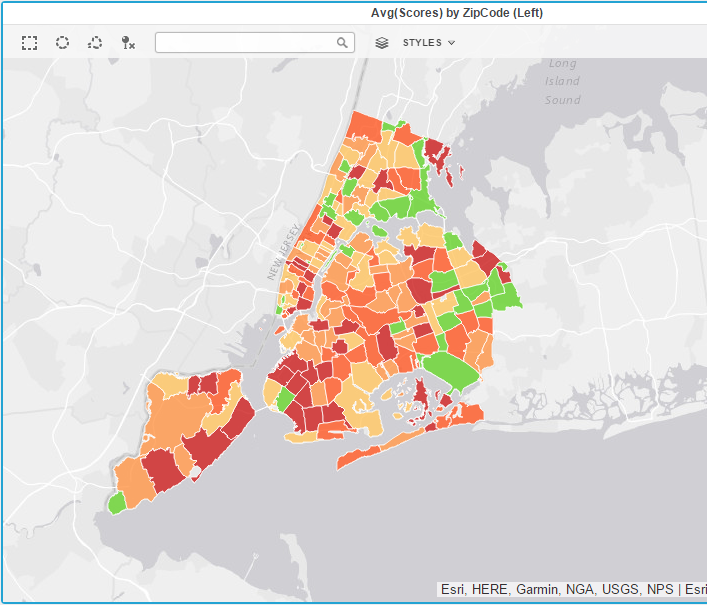 Avg(Scores) by ZipCode (Left)
STYLES
Long
Island
Sound
NEW JERSEY
Esri, HERE, Garmin, NGA, USGS, NPS | Esri